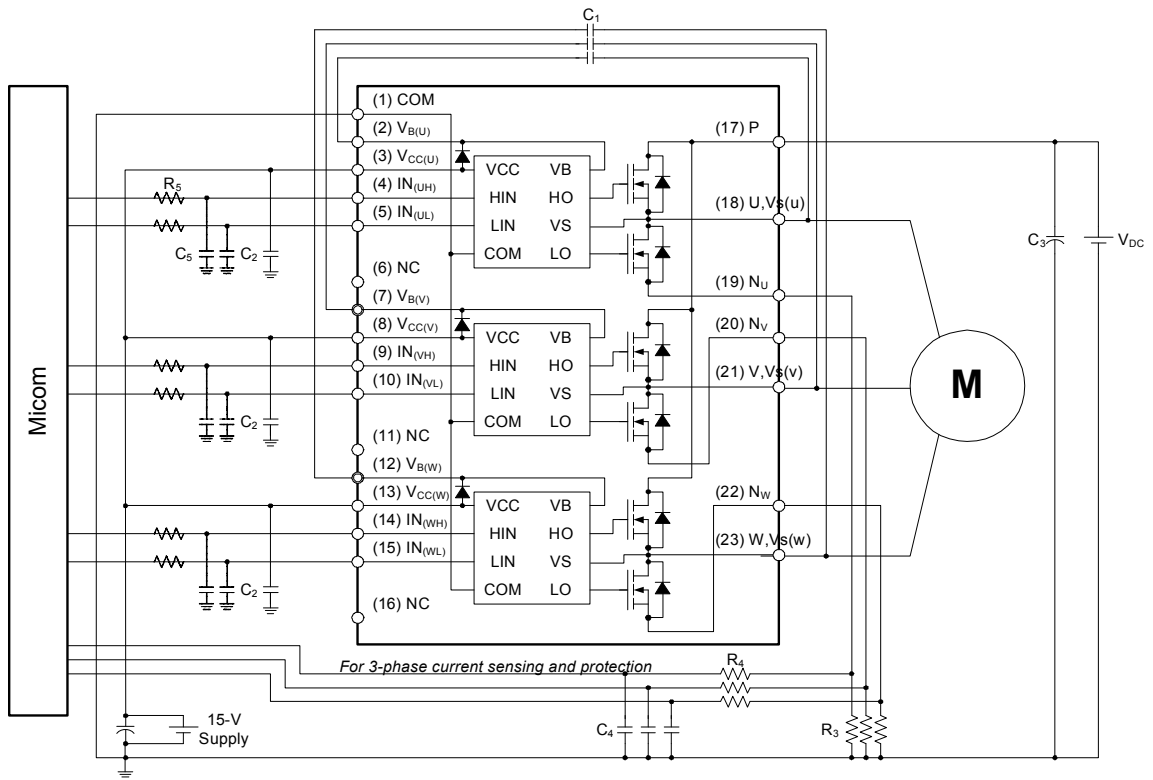 C1
Micom
(1) COM
(2) VB(U)
(3) VCC(U)
(4) IN(UH)
(5) IN(UL)
(6) NC
(7) VB(V)
(8) VCC(V)
(9) IN(VH)
(10) IN(VL)
(11) NC
(12) VB(W)
(13) VCC(W)
(14) IN(WH)
(15) IN(WL)
(16) NC
R5
C5
C2
C2
C2
VCC VB
HIN HO
LIN VS
COM LO
VCC VB
HIN HO
LIN VS
COM LO
VCC VB
HIN HO
LIN VS
COM LO
(17) P
(18) U,Vs(u)
(19) NU
(20) NV
(21) V,Vs(v)
(22) NW
(23) W,Vs(w)
C3
VDC
M
For 3-phase current sensing and protection
R4
15-V
Supply
C4
R3